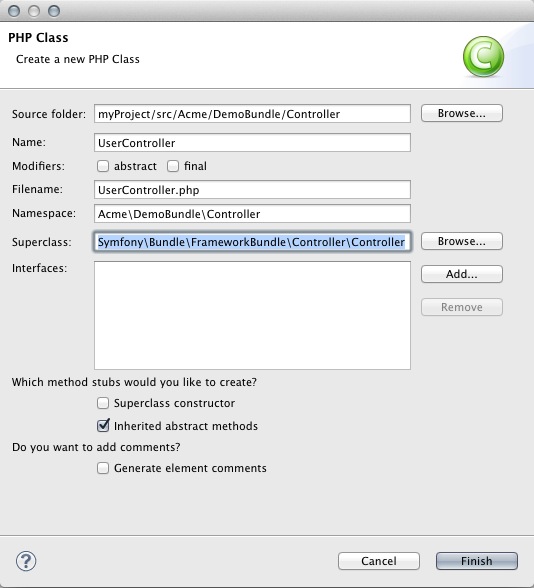 PHP Class
Create a new PHP Class
C
Source folder: myProject/src/Acme/DemoBundle/Controller Browse...
Name: UserController
Modifiers: abstract final
Filename: UserController.php
Namespace: Acme\DemoBundle\Controller
Superclass: Symfony\Bundle\FrameworkBundle\Controller\Controller Browse...
Interfaces: Add...
Remove
Which method stubs would you like to create?
Superclass constructor
Inherited abstract methods
Do you want to add comments?
Generate element comments
? Cancel Finish